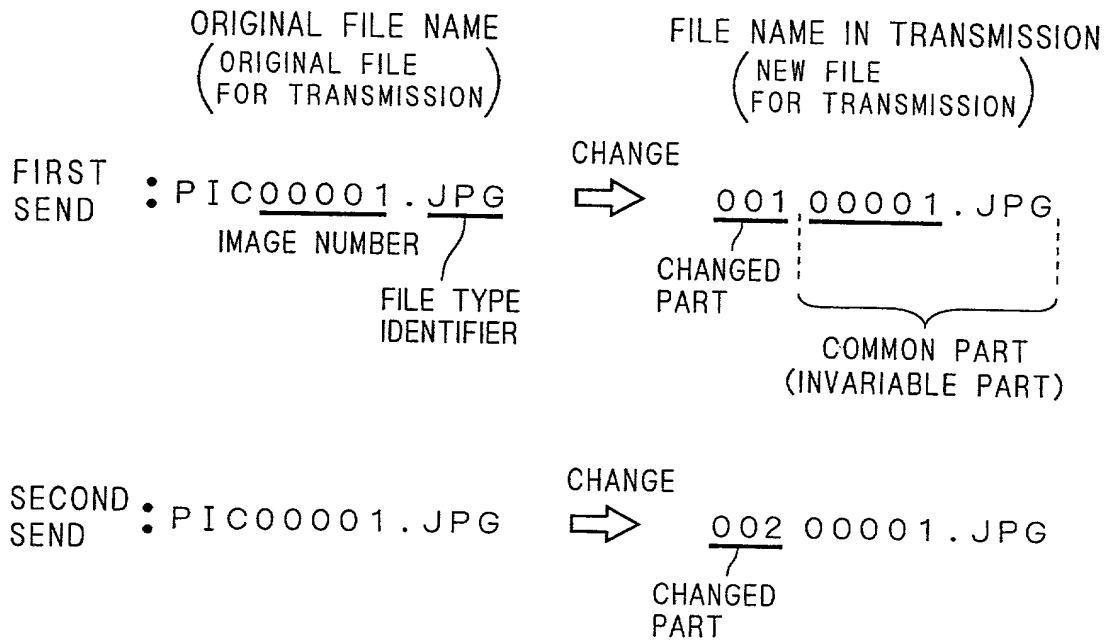 ORIGINAL FILE NAME
(ORIGINAL FILE
FOR TRANSMISSION)
FILE NAME IN TRANSMISSION
(NEW FILE
FOR TRANSMISSION)
FIRST
SEND
: PIC00001.JPG
IMAGE NUMBER
FILE TYPE
IDENTIFIER
CHANGE
001 00001.JPG
CHANGED
PART
COMMON PART
(INVARIABLE PART)
SECOND
SEND
: PIC00001.JPG
CHANGE
002 00001.JPG
CHANGED
PART